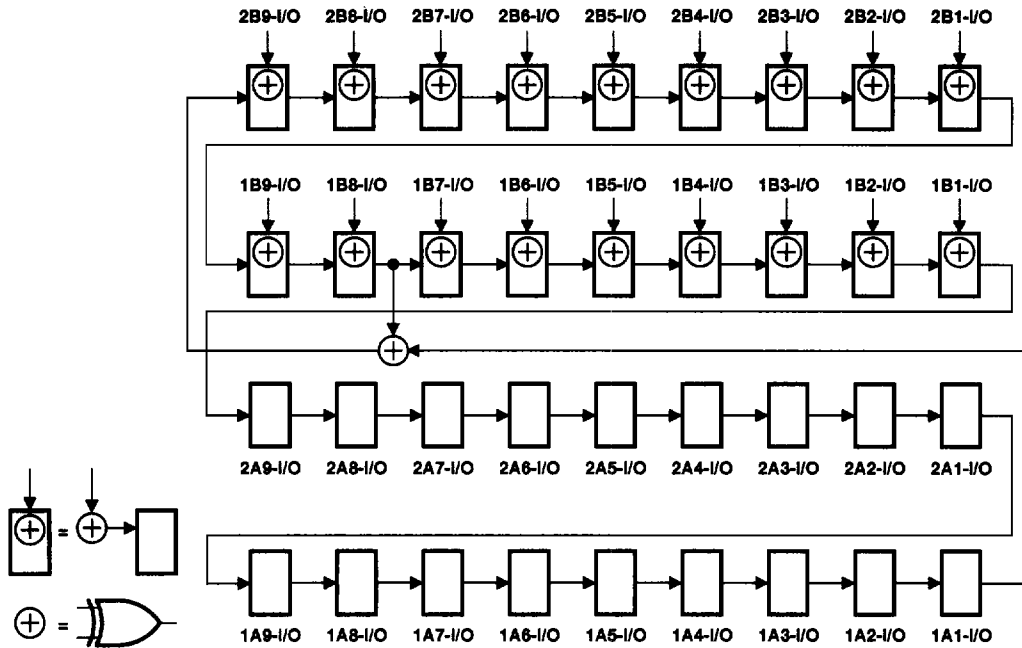 2B9-I/O 2B8-I/O 2B7-I/O 2B6-I/O 2B5-I/O 2B4-I/O 2B3-I/O 2B2-I/O 2B1-I/O
1B9-I/O 1B8-I/O 1B7-I/O 1B6-I/O 1B5-I/O 1B4-I/O 1B3-I/O 1B2-I/O 1B1-I/O
2A9-I/O 2A8-I/O 2A7-I/O 2A6-I/O 2A5-I/O 2A4-I/O 2A3-I/O 2A2-I/O 2A1-I/O
=
=
1A9-I/O 1A8-I/O 1A7-I/O 1A6-I/O 1A5-I/O 1A4-I/O 1A3-I/O 1A2-I/O 1A1-I/O